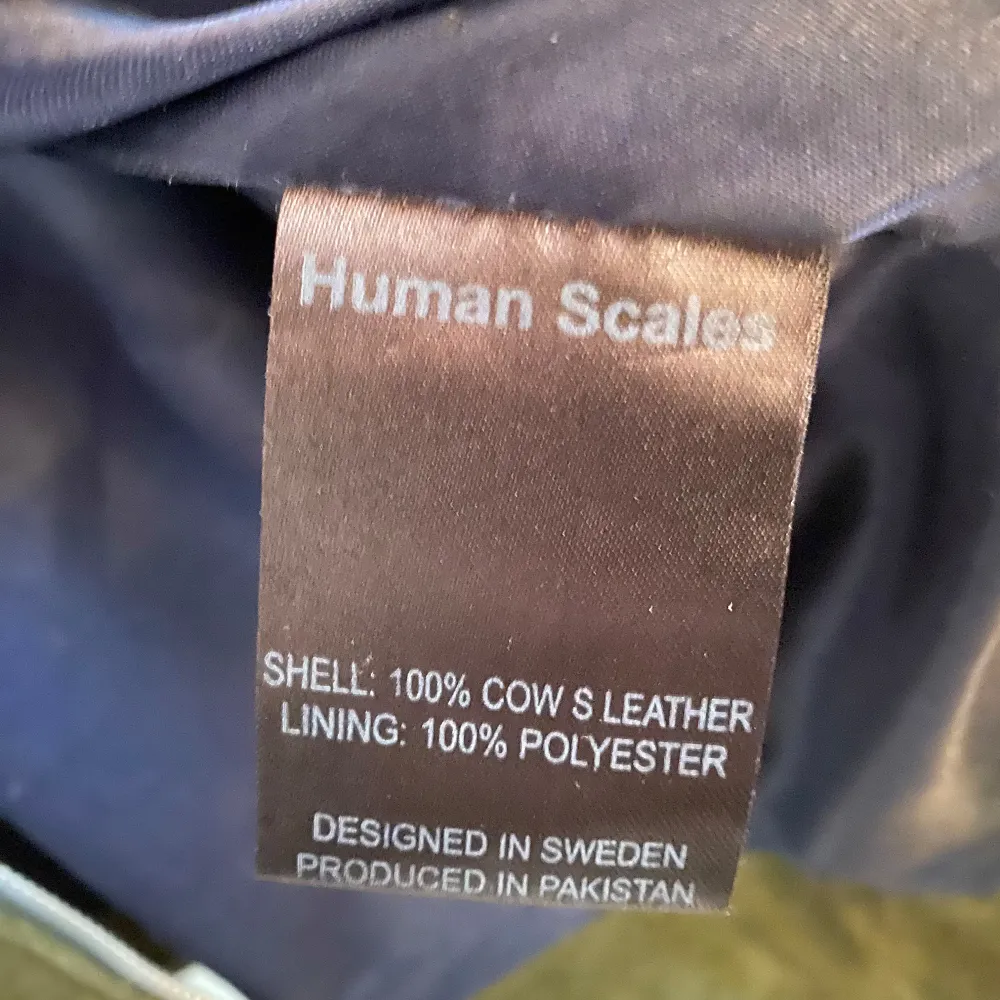 Human Scales
SHELL: 100% COW S LEATHER
LINING: 100% POLYESTER
DESIGNED IN SWEDEN
PRODUCED IN PAKISTAN